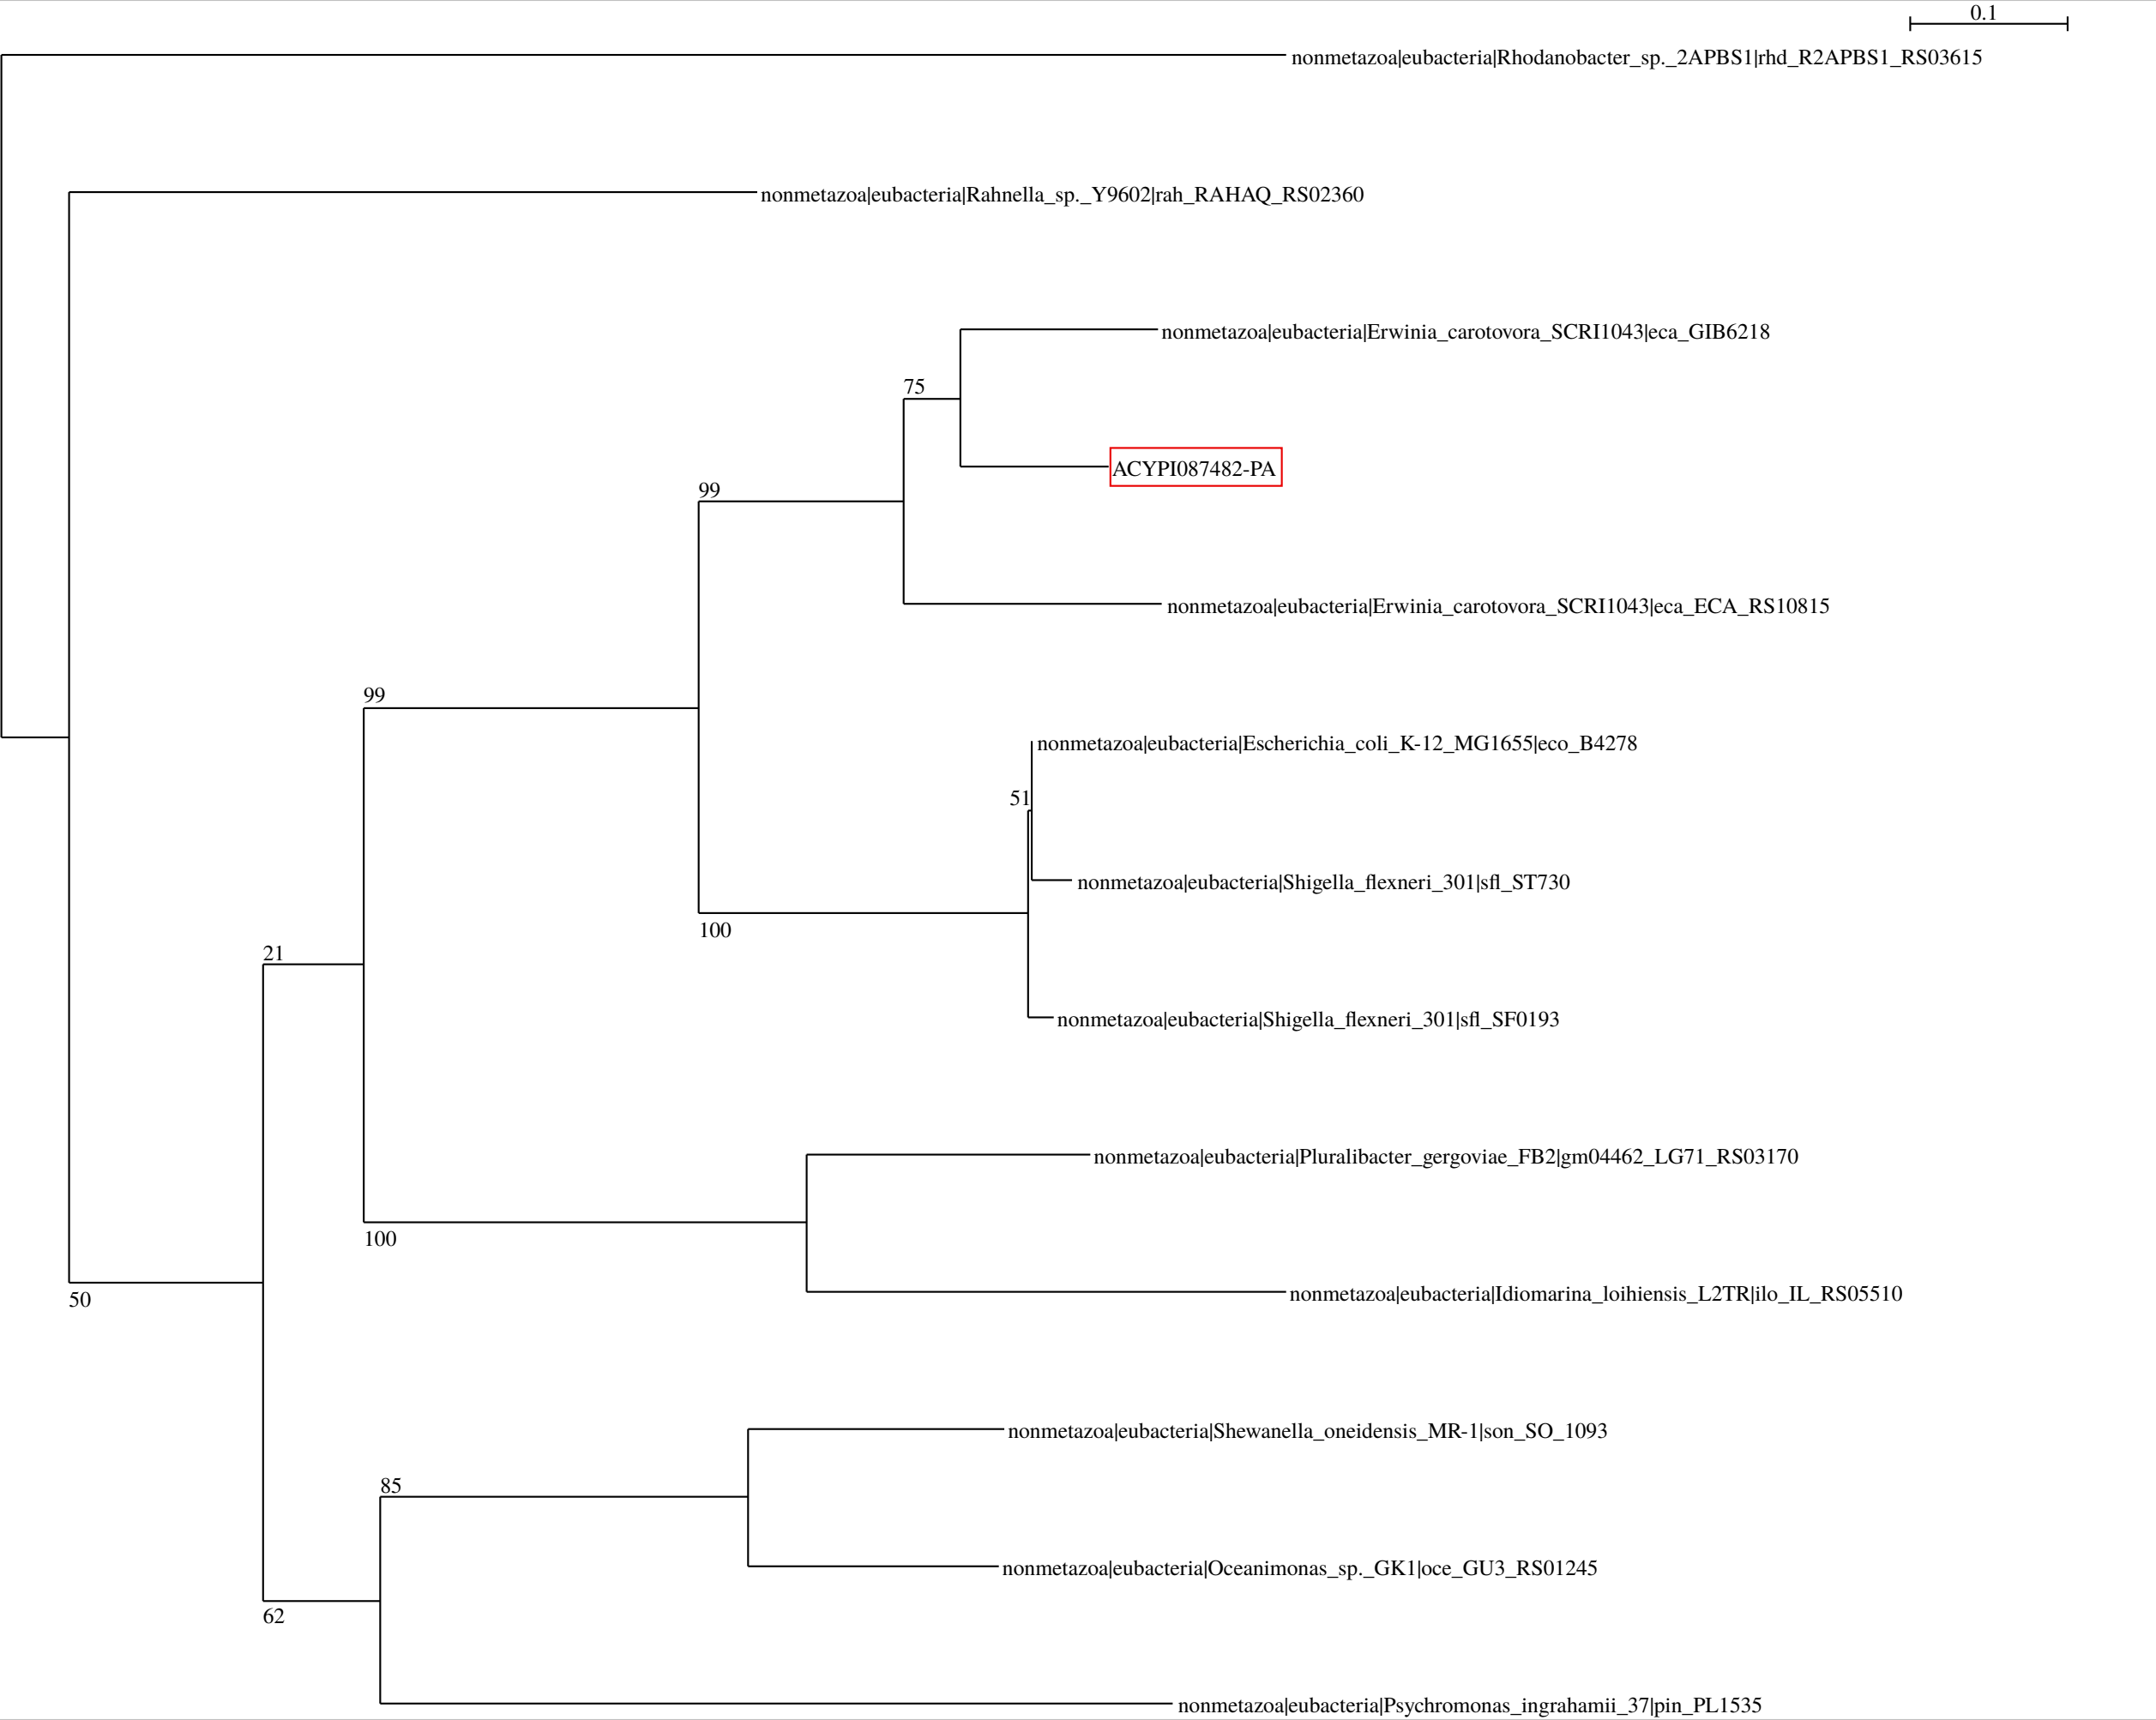 0.1
nonmetazoa|eubacteria|Rhodanobacter_sp._2APBS1|rhd_R2APBS1_RS03615
nonmetazoa|eubacteria|Rahnella_sp._Y9602|rah_RAHAQ_RS02360
nonmetazoa|eubacteria|Erwinia_carotovora_SCRI1043|eca_GIB6218
75
ACYPI087482-PA
99
nonmetazoa|eubacteria|Erwinia_carotovora_SCRI1043|eca_ECA_RS10815
99
nonmetazoa|eubacteria|Escherichia_coli_K-12_MG1655|eco_B4278
51
nonmetazoa|eubacteria|Shigella_flexneri_301|sfl_ST730
100
21
nonmetazoa|eubacteria|Shigella_flexneri_301|sfl_SF0193
nonmetazoa|eubacteria|Pluralibacter_gergoviae_FB2|gm04462_LG71_RS03170
100
nonmetazoa|eubacteria|Idiomarina_loihiensis_L2TR|ilo_IL_RS05510
50
nonmetazoa|eubacteria|Shewanella_oneidensis_MR-1|son_SO_1093
85
nonmetazoa|eubacteria|Oceanimonas_sp._GK1|oce_GU3_RS01245
62
nonmetazoa|eubacteria|Psychromonas_ingrahamii_37|pin_PL1535